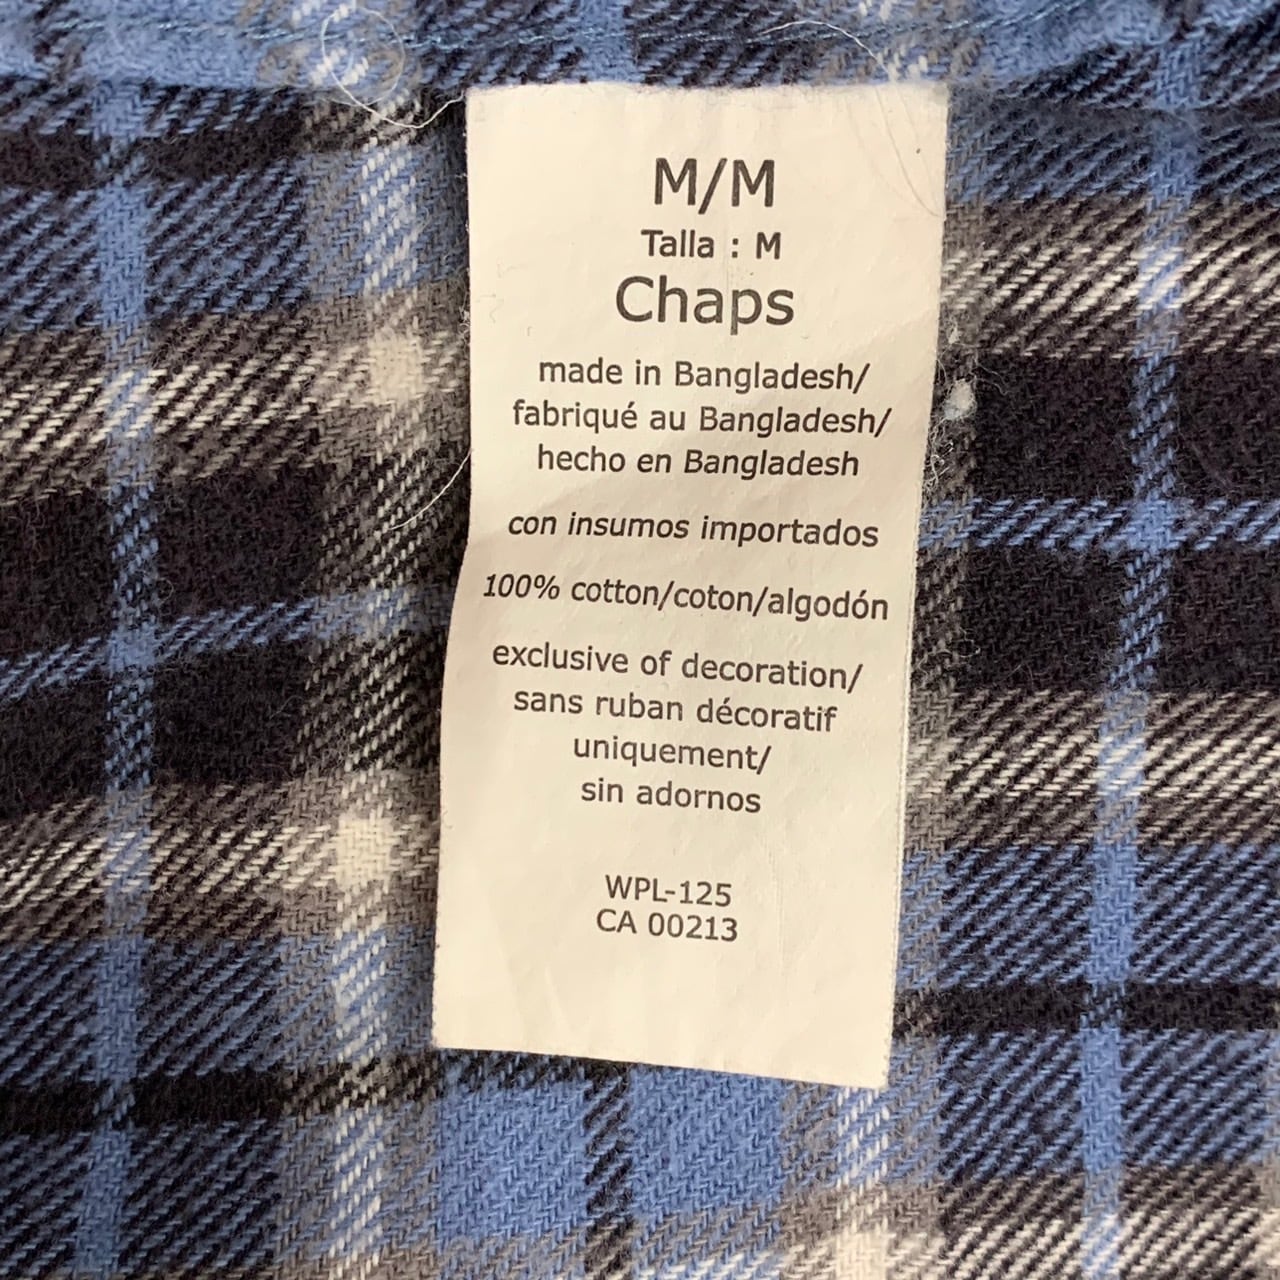 M/M
Talla : M
Chaps
made in Bangladesh/
fabriqué au Bangladesh/
hecho en Bangladesh
con insumos importados
100% cotton/coton/algodón
exclusive of decoration/
sans ruban décoratif
uniquement/
sin adornos
WPL-125
CA 00213